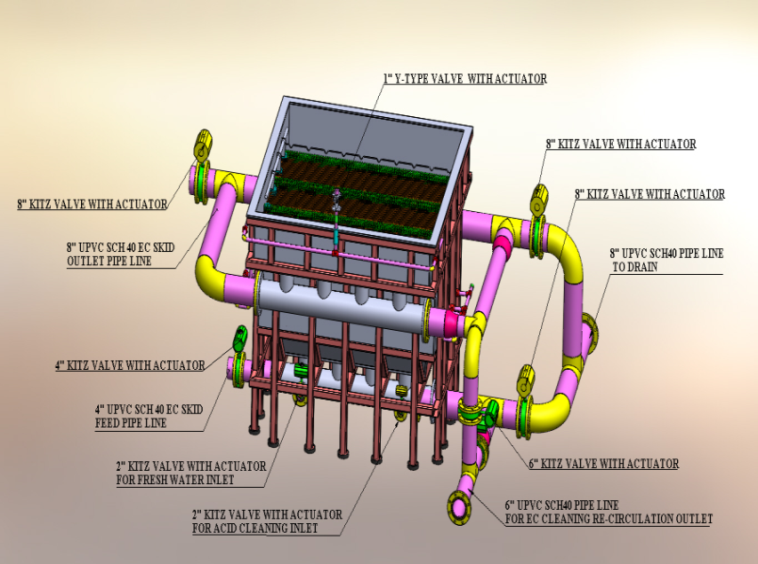 1" Y-TYPE VALVE WITH ACTUATOR
8" KITZ VALVE WITH ACTUATOR
8" KITZ VALVE WITH ACTUATOR
8" KITZ VALVE WITH ACTUATOR
8" UPVC SCH 40 EC SKID
OUTLET PIPE LINE
8" UPVC SCH40 PIPE LINE
TO DRAIN
4" KITZ VALVE WITH ACTUATOR
4" UPVC SCH 40 EC SKID
FEED PIPE LINE
2" KITZ VALVE WITH ACTUATOR
FOR FRESH WATER INLET
6" KITZ VALVE WITH ACTUATOR
2" KITZ VALVE WITH ACTUATOR
FOR ACID CLEANING INLET
6" UPVC SCH40 PIPE LINE
FOR EC CLEANING RE-CIRCULATION OUTLET